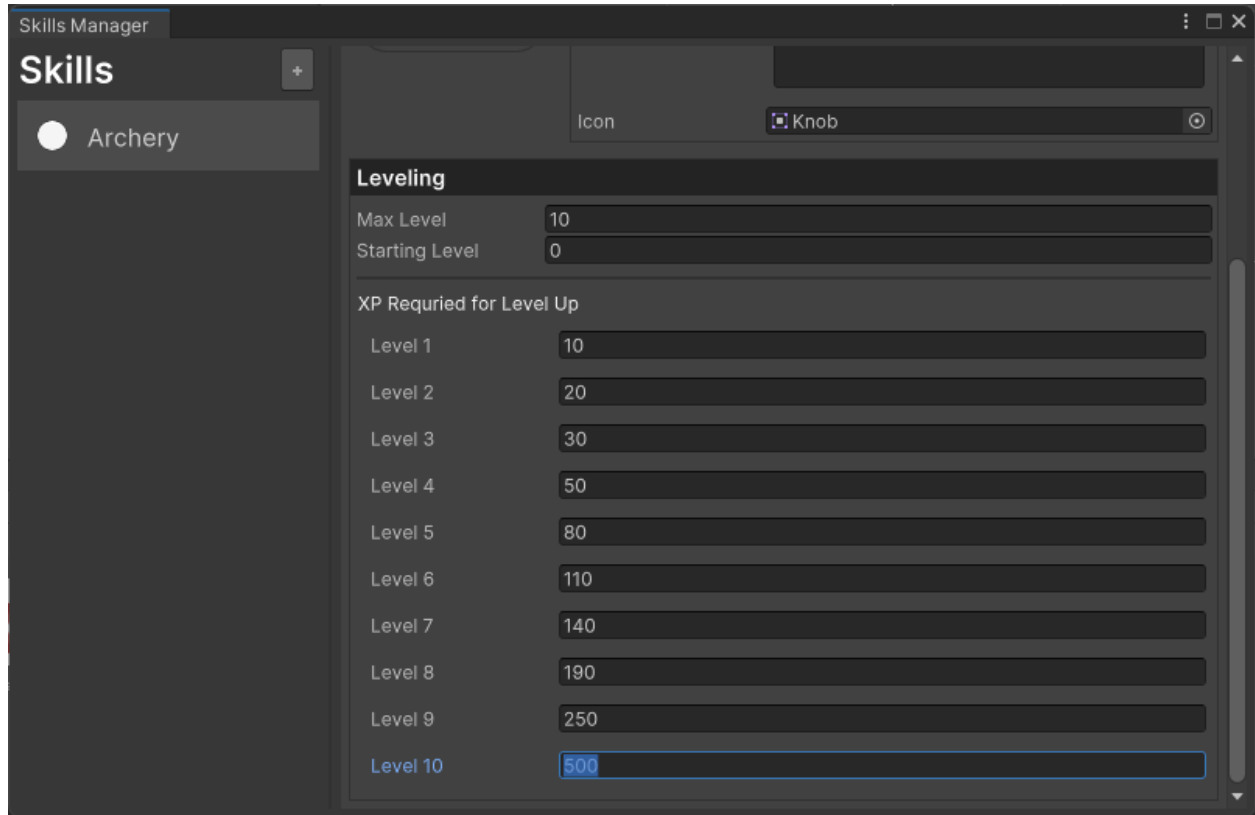 Skills Manager
Skills
+
Archery
Icon
Knob
Leveling
Max Level 10
Starting Level 0
XP Requried for Level Up
Level 1 10
Level 2 20
Level 3 30
Level 4 50
Level 5 80
Level 6 110
Level 7 140
Level 8 190
Level 9 250
Level 10 500